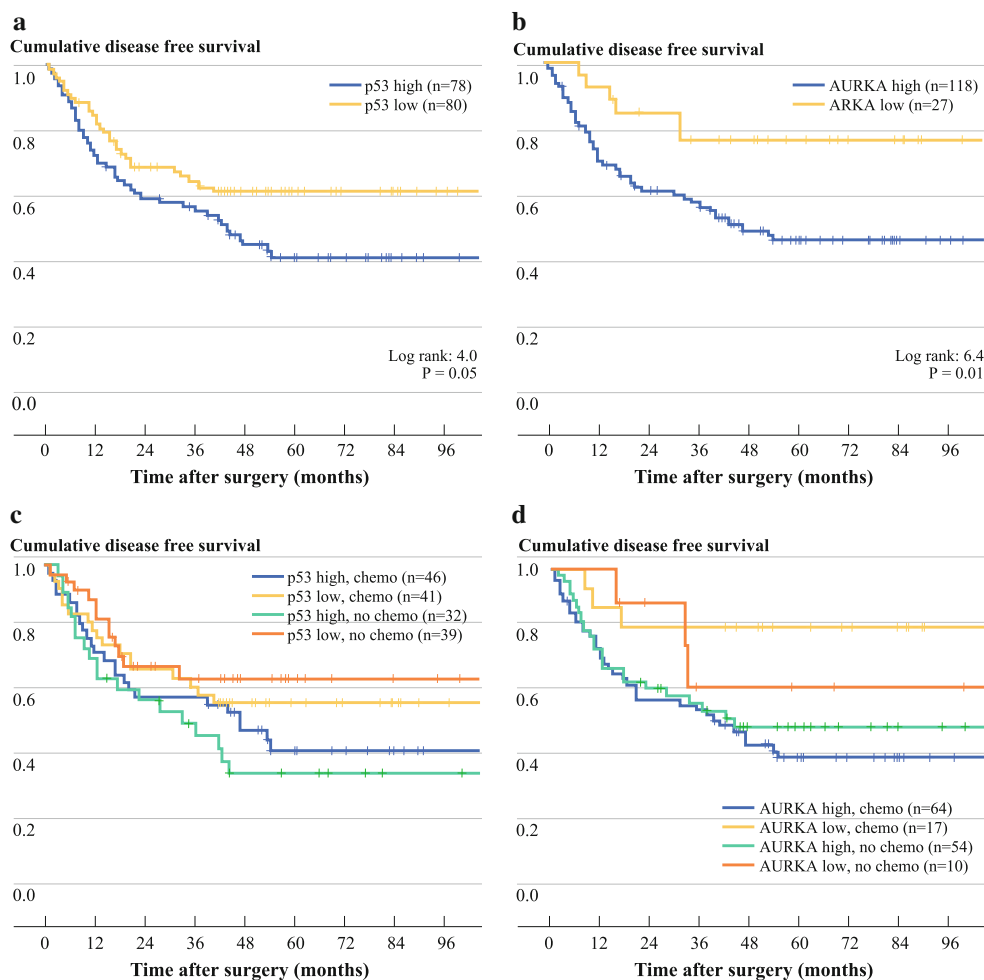 a
Cumulative disease free survival
1.0
0.8
0.6
0.4
0.2
0.0
p53 high (n=78)
p53 low (n=80)
Log rank: 4.0
P = 0.05
0 12 24 36 48 60 72 84 96
Time after surgery (months)
b
Cumulative disease free survival
1.0
0.8
0.6
0.4
0.2
0.0
AURKA high (n=118)
ARKA low (n=27)
Log rank: 6.4
P = 0.01
0 12 24 36 48 60 72 84 96
Time after surgery (months)
c
Cumulative disease free survival
1.0
0.8
0.6
0.4
0.2
0.0
p53 high, chemo (n=46)
p53 low, chemo (n=41)
p53 high, no chemo (n=32)
p53 low, no chemo (n=39)
0 12 24 36 48 60 72 84 96
Time after surgery (months)
d
Cumulative disease free survival
1.0
0.8
0.6
0.4
0.2
0.0
AURKA high, chemo (n=64)
AURKA low, chemo (n=17)
AURKA high, no chemo (n=54)
AURKA low, no chemo (n=10)
0 12 24 36 48 60 72 84 96
Time after surgery (months)